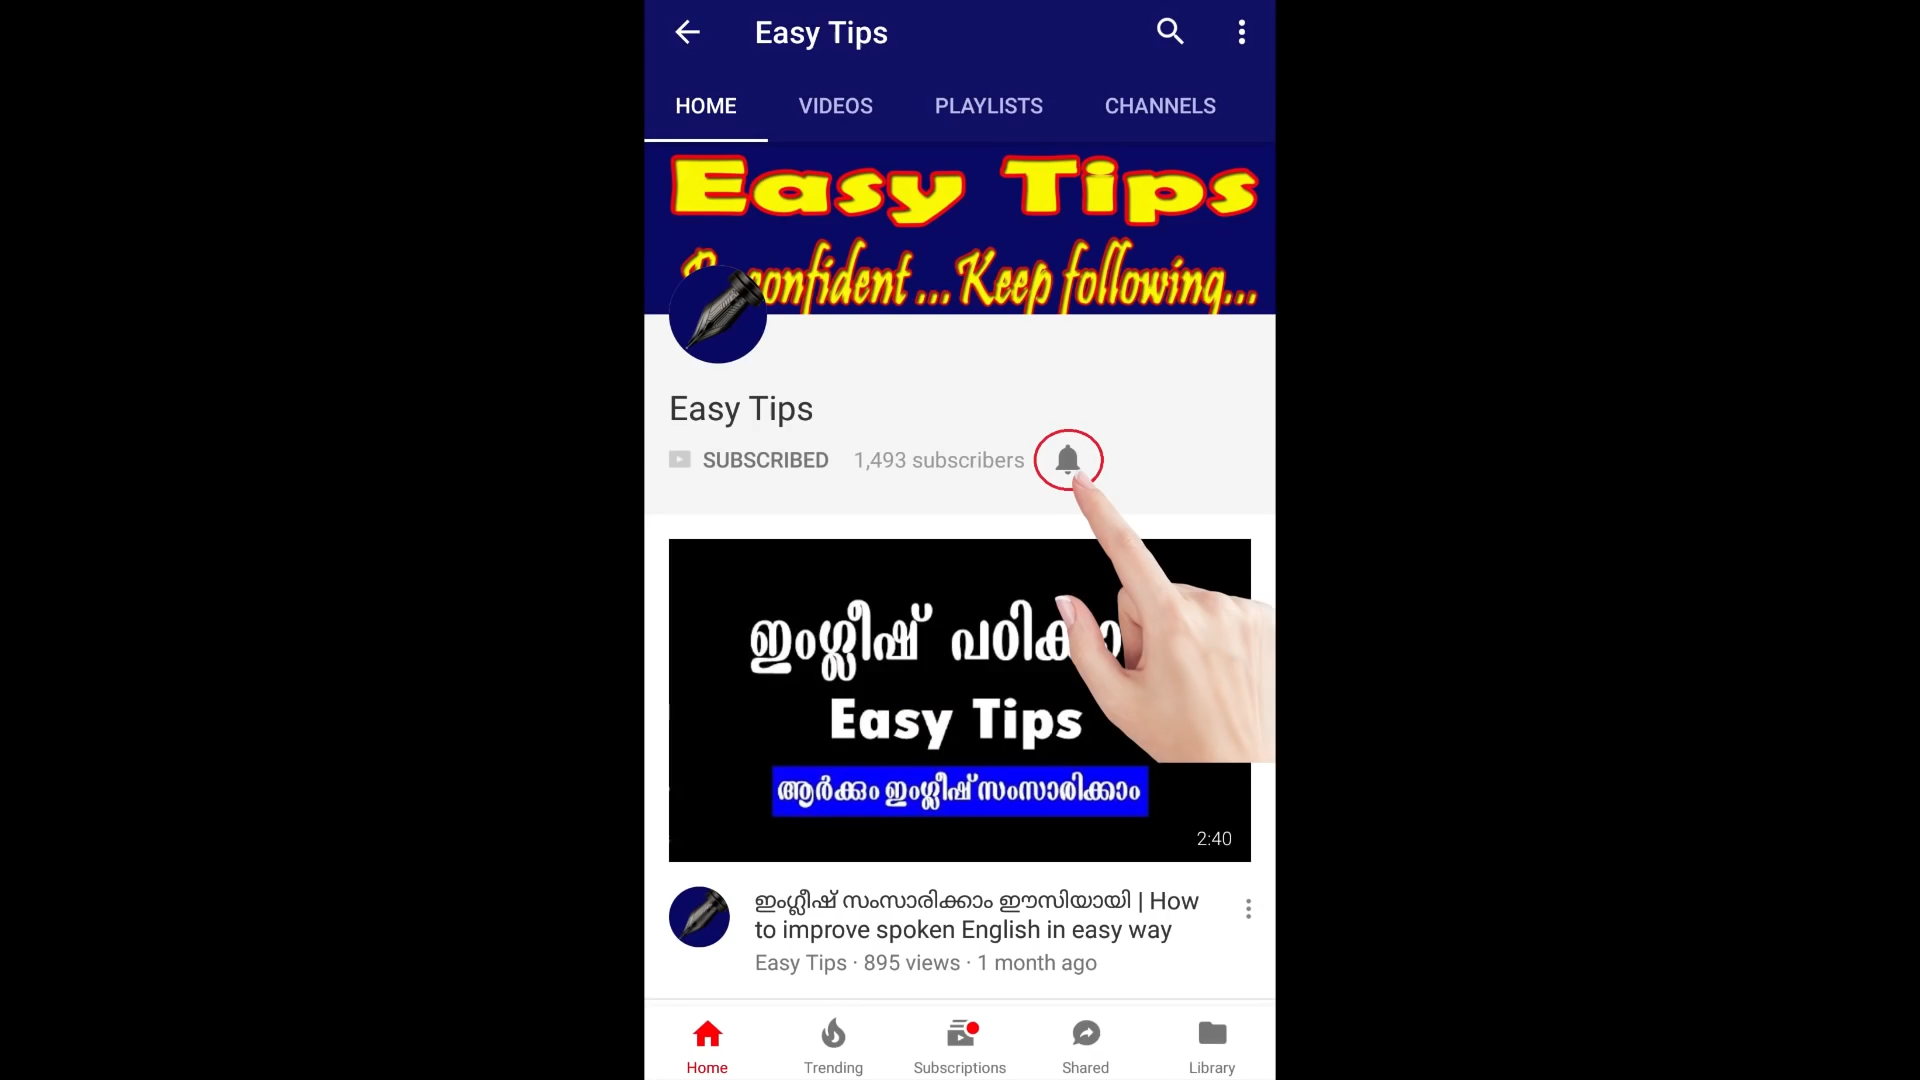 Easy Tips
HOME VIDEOS PLAYLISTS CHANNELS
Easy Tips
confident ... Keep following...
Easy Tips
SUBSCRIBED 1,493 subscribers
ഇംഗ്ലീഷ് പഠിക്കാ
Easy Tips
ആർക്കും ഇംഗ്ലീഷ് സംസാരിക്കാം
2:40
ഇംഗ്ലീഷ് സംസാരിക്കാം ഈസിയായി | How
to improve spoken English in easy way
Easy Tips · 895 views · 1 month ago
Home Trending Subscriptions Shared Library